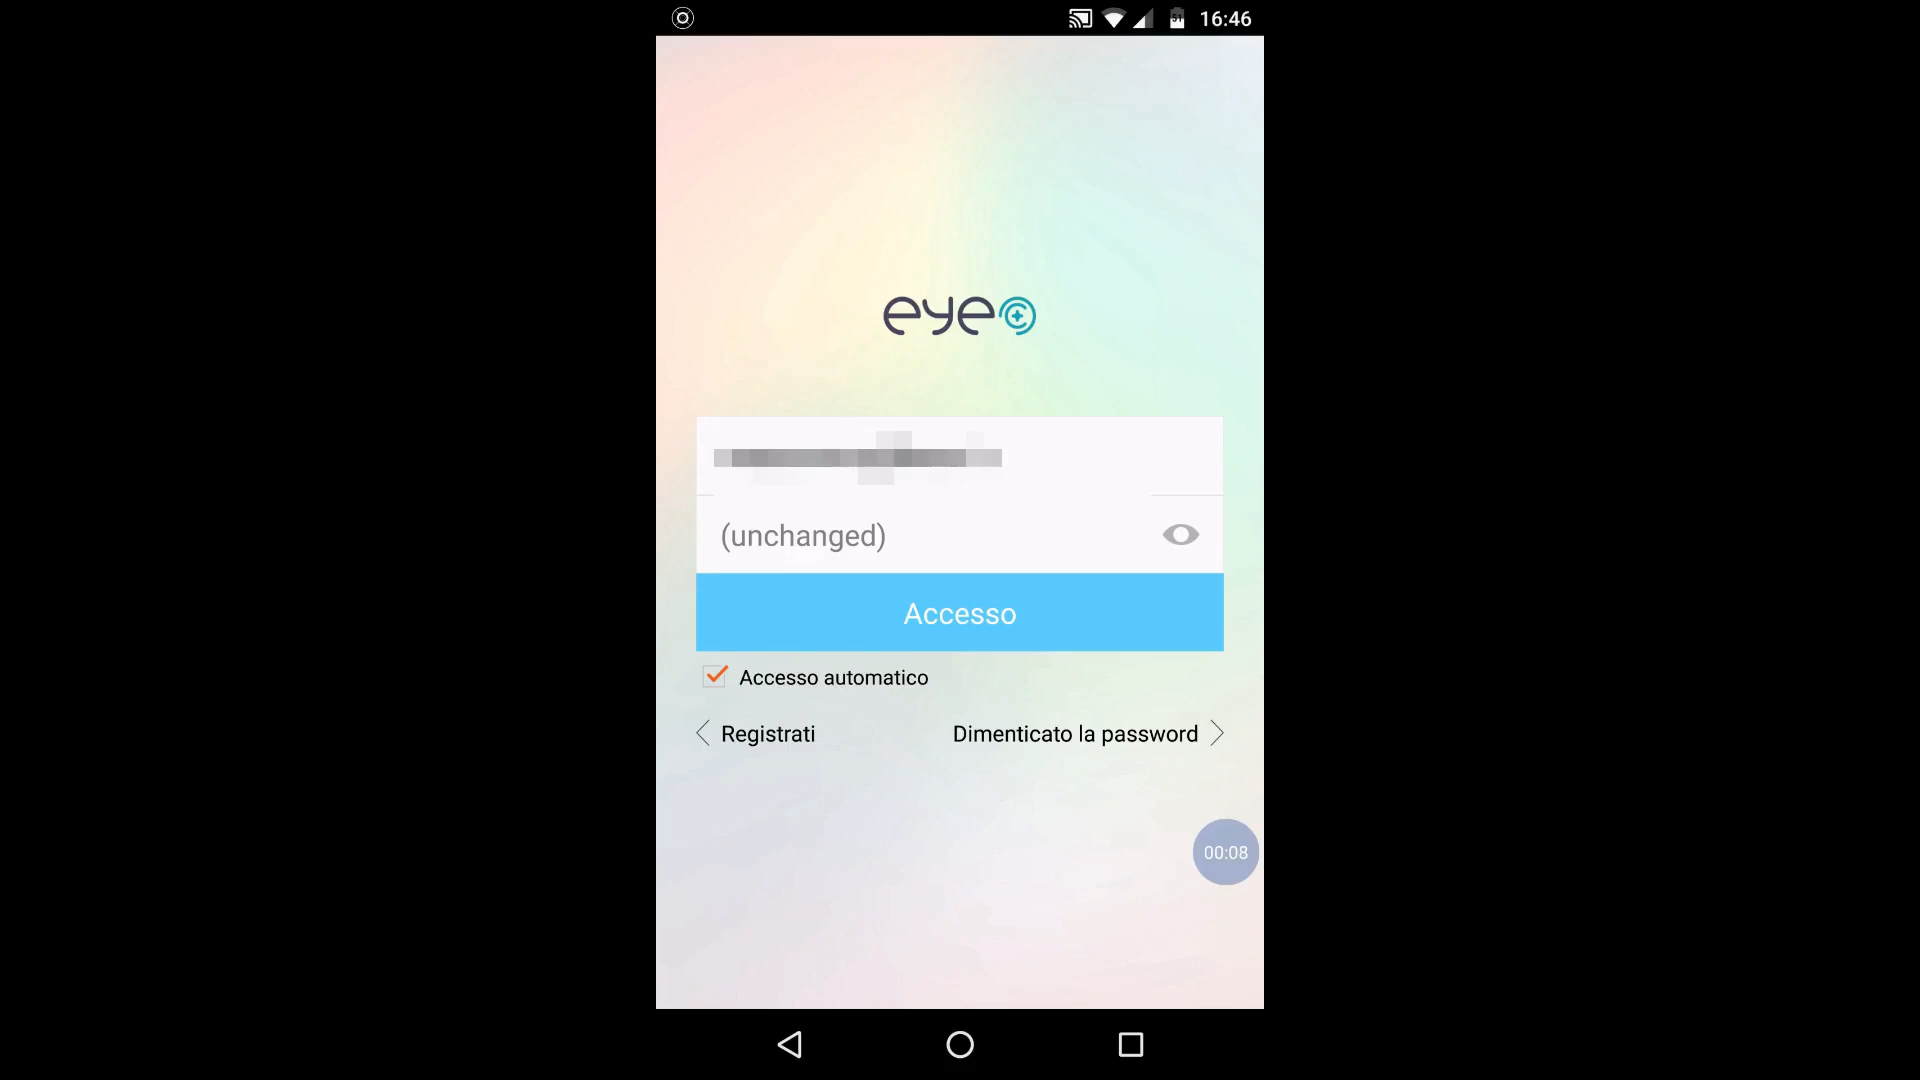 16:46
eye
(unchanged)
Accesso
Accesso automatico
Registrati
Dimenticato la password
00:08